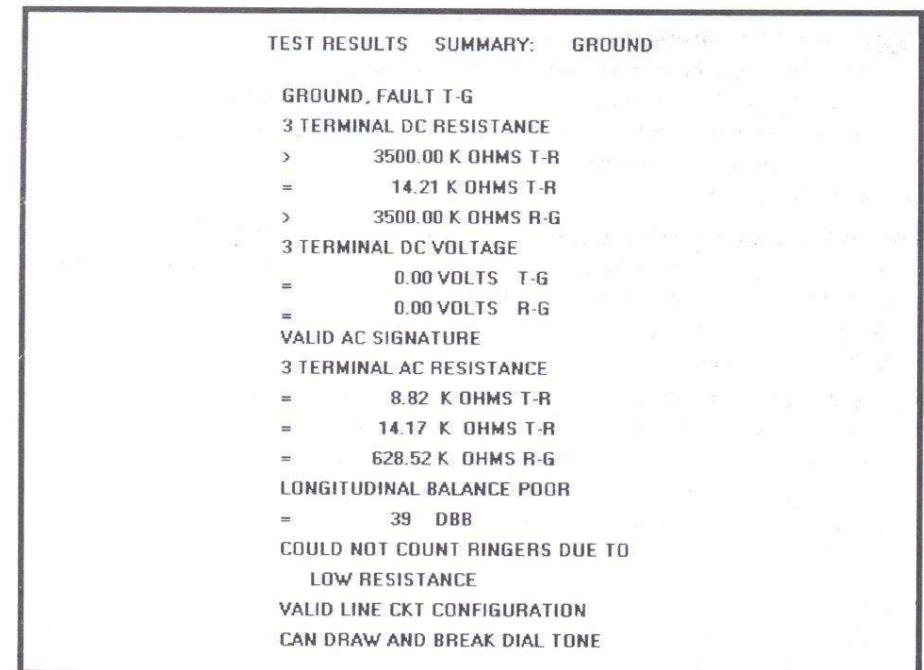 TEST RESULTS SUMMARY: GROUND
GROUND, FAULT T-G
3 TERMINAL DC RESISTANCE
> 3500.00 K OHMS T-R
= 14.21 K OHMS T-R
> 3500.00 K OHMS R-G
3 TERMINAL DC VOLTAGE
= 0.00 VOLTS T-G
= 0.00 VOLTS R-G
VALID AC SIGNATURE
3 TERMINAL AC RESISTANCE
= 8.82 K OHMS T-R
= 14.17 K OHMS T-R
= 628.52 K OHMS R-G
LONGITUDINAL BALANCE POOR
= 39 DBB
COULD NOT COUNT RINGERS DUE TO
LOW RESISTANCE
VALID LINE CKT CONFIGURATION
CAN DRAW AND BREAK DIAL TONE